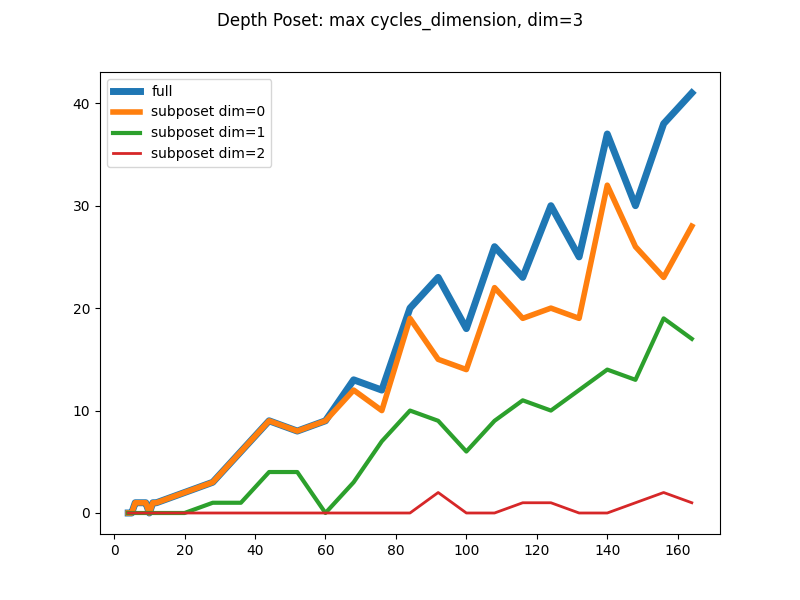 Depth Poset: max cycles_dimension, dim=3
full
subposet dim=0
subposet dim=1
subposet dim=2
40
30
20
10
0
0 20 40 60 80 100 120 140 160